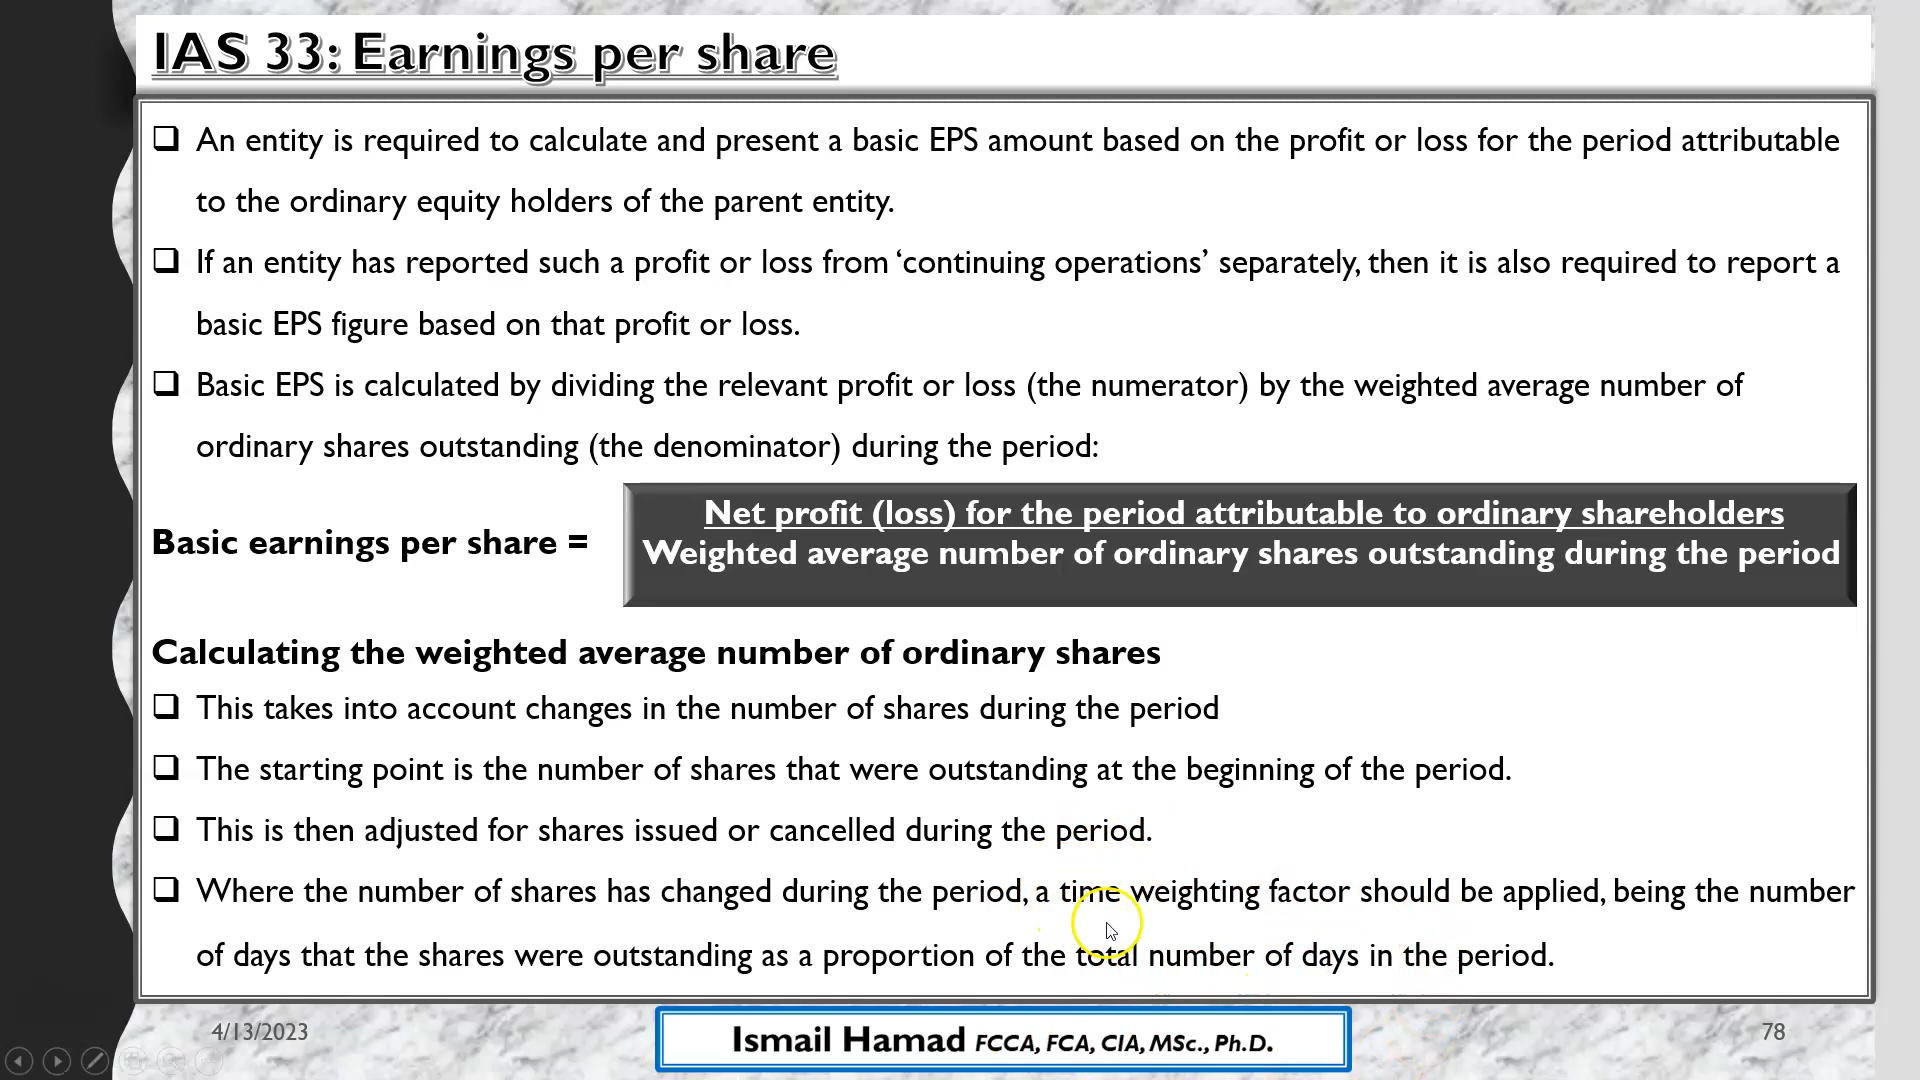 IAS 33: Earnings per share
❑ An entity is required to calculate and present a basic EPS amount based on the profit or loss for the period attributable
to the ordinary equity holders of the parent entity.
❑ If an entity has reported such a profit or loss from ‘continuing operations’ separately, then it is also required to report a
basic EPS figure based on that profit or loss.
❑ Basic EPS is calculated by dividing the relevant profit or loss (the numerator) by the weighted average number of
ordinary shares outstanding (the denominator) during the period:
Basic earnings per share =
Net profit (loss) for the period attributable to ordinary shareholders
Weighted average number of ordinary shares outstanding during the period
Calculating the weighted average number of ordinary shares
❑ This takes into account changes in the number of shares during the period
❑ The starting point is the number of shares that were outstanding at the beginning of the period.
❑ This is then adjusted for shares issued or cancelled during the period.
❑ Where the number of shares has changed during the period, a time weighting factor should be applied, being the number
of days that the shares were outstanding as a proportion of the total number of days in the period.
4/13/2023
Ismail Hamad FCCA, FCA, CIA, MSc., Ph.D.
78